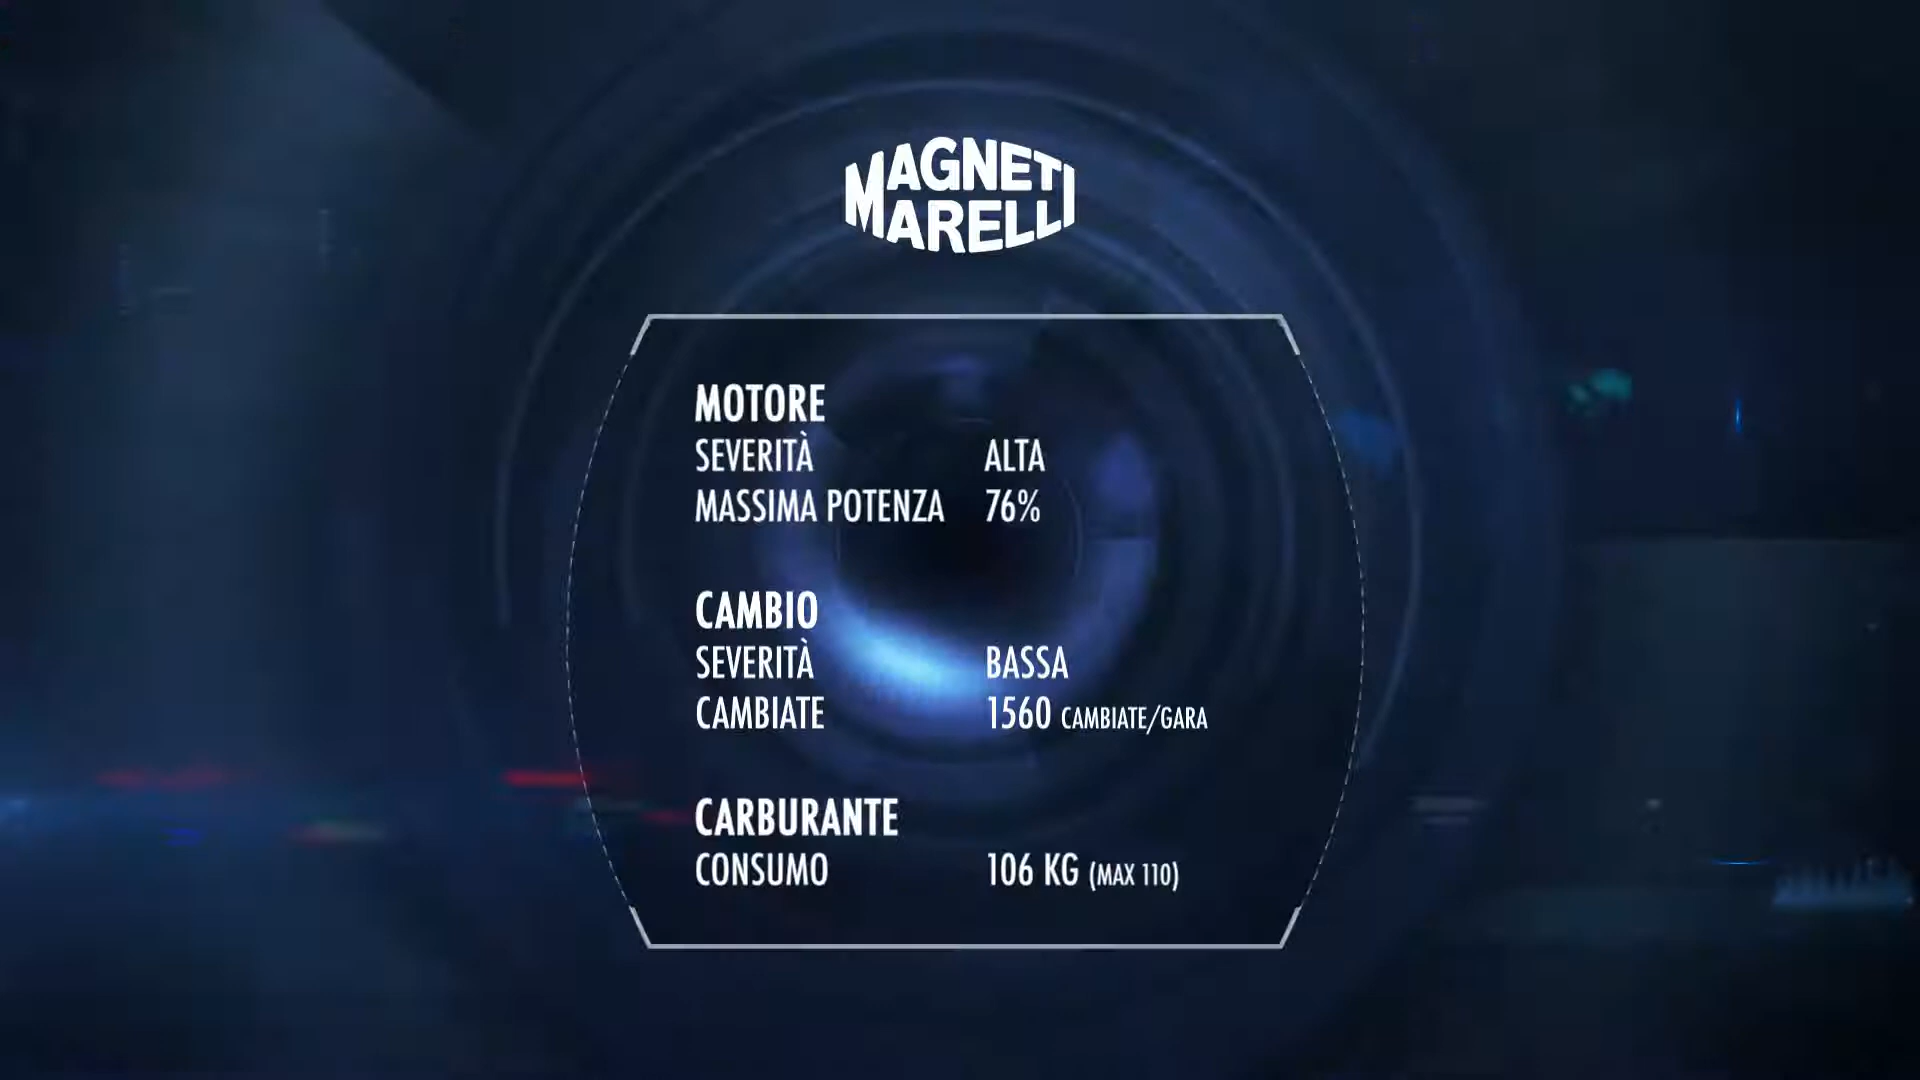 MAGNETI
MARELLI
MOTORE
SEVERITÀ ALTA
MASSIMA POTENZA 76%
CAMBIO
SEVERITÀ BASSA
CAMBIATE 1560 CAMBIATE/GARA
CARBURANTE
CONSUMO 106 KG (MAX 110)